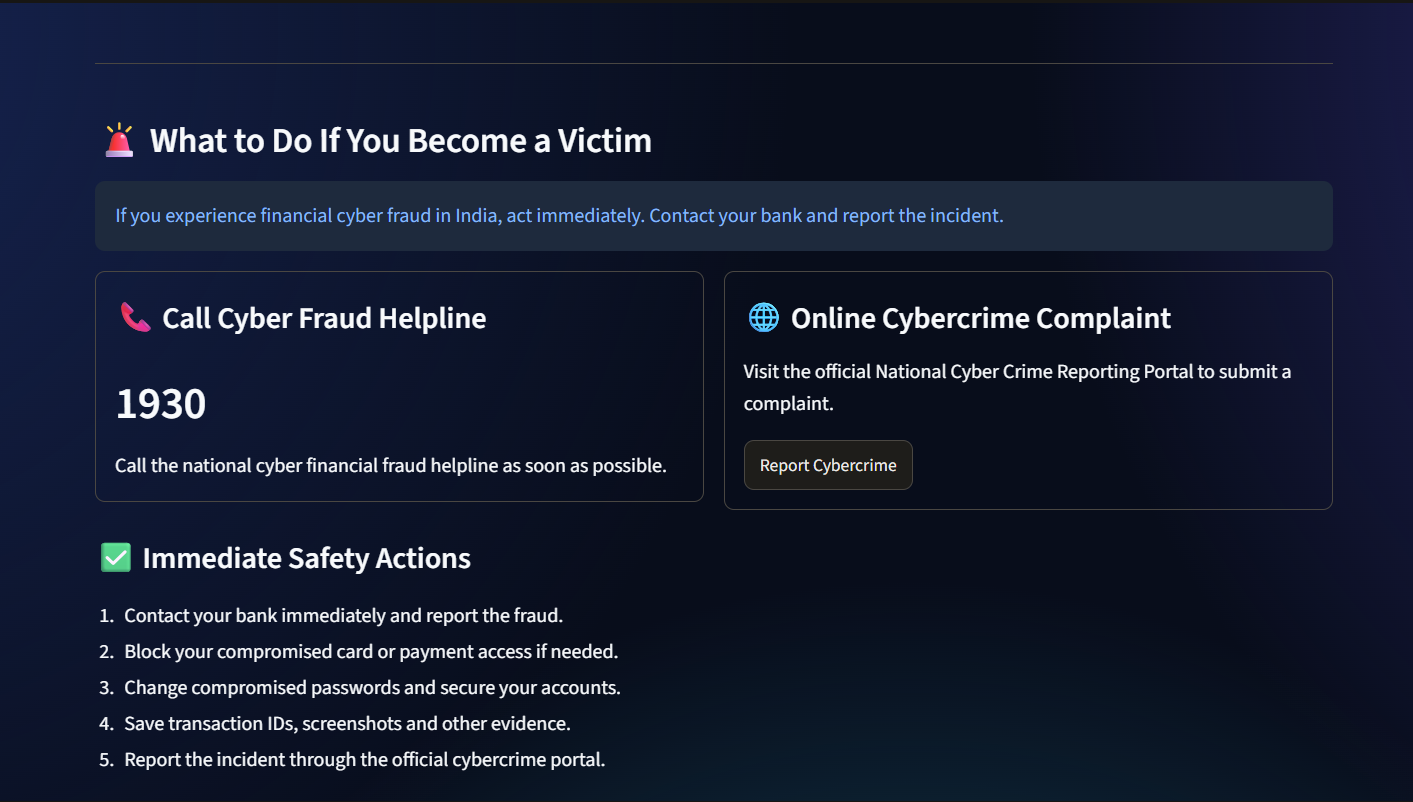 What to Do If You Become a Victim
If you experience financial cyber fraud in India, act immediately. Contact your bank and report the incident.
Call Cyber Fraud Helpline
1930
Call the national cyber financial fraud helpline as soon as possible.
Online Cybercrime Complaint
Visit the official National Cyber Crime Reporting Portal to submit a
complaint.
Report Cybercrime
Immediate Safety Actions
1. Contact your bank immediately and report the fraud.
2. Block your compromised card or payment access if needed.
3. Change compromised passwords and secure your accounts.
4. Save transaction IDs, screenshots and other evidence.
5. Report the incident through the official cybercrime portal.